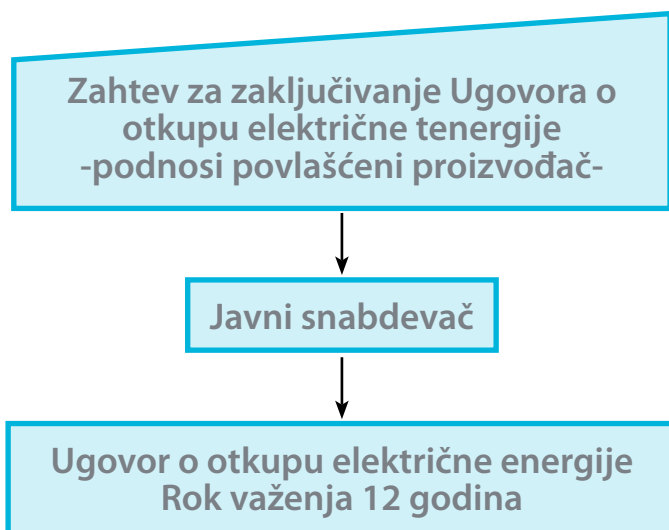 Zahtev za zaključivanje Ugovora o
otkupu električne tenergije
-podnosi povlašćeni proizvođač-
Javni snabdevač
Ugovor o otkupu električne energije
Rok važenja 12 godina